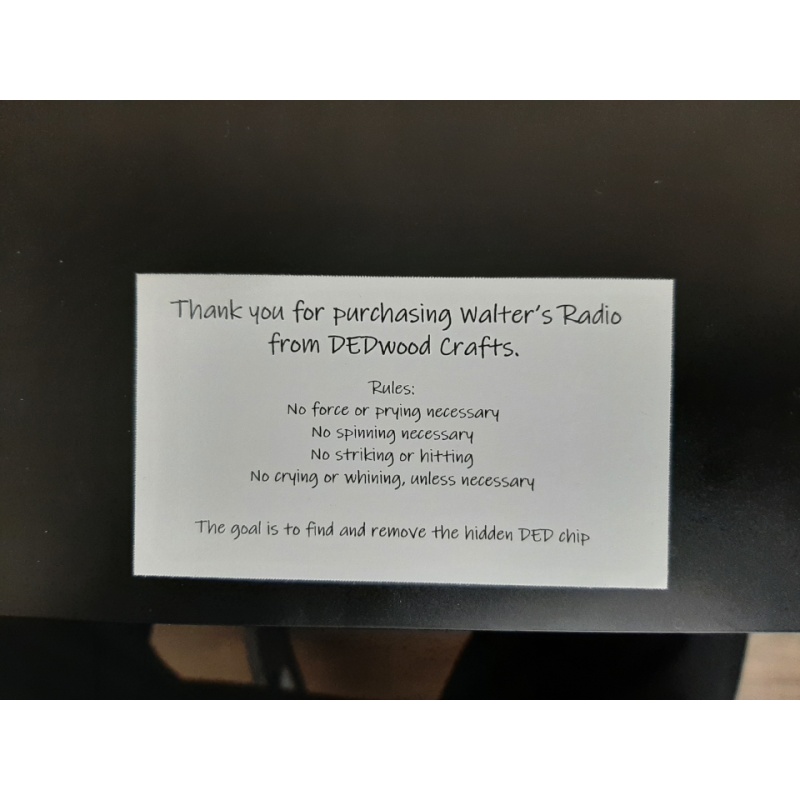 Thank you for purchasing Walter's Radio
from DEDwood Crafts.
Rules:
No force or prying necessary
No spinning necessary
No striking or hitting
No crying or whining, unless necessary
The goal is to find and remove the hidden DED chip